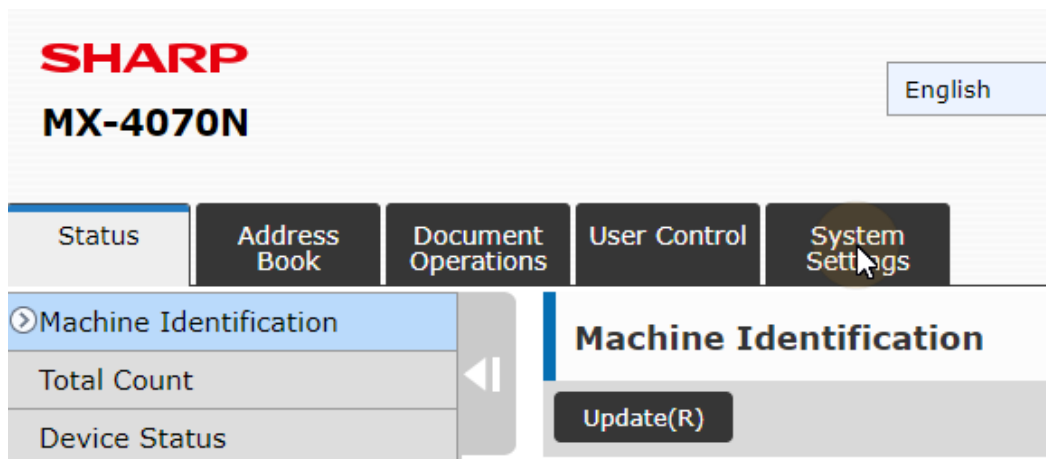 SHARP
MX-4070N
English
Status
Address
Book
Document
Operations
User Control
System
Settings
Machine Identification
Total Count
Device Status
Machine Identification
Update(R)